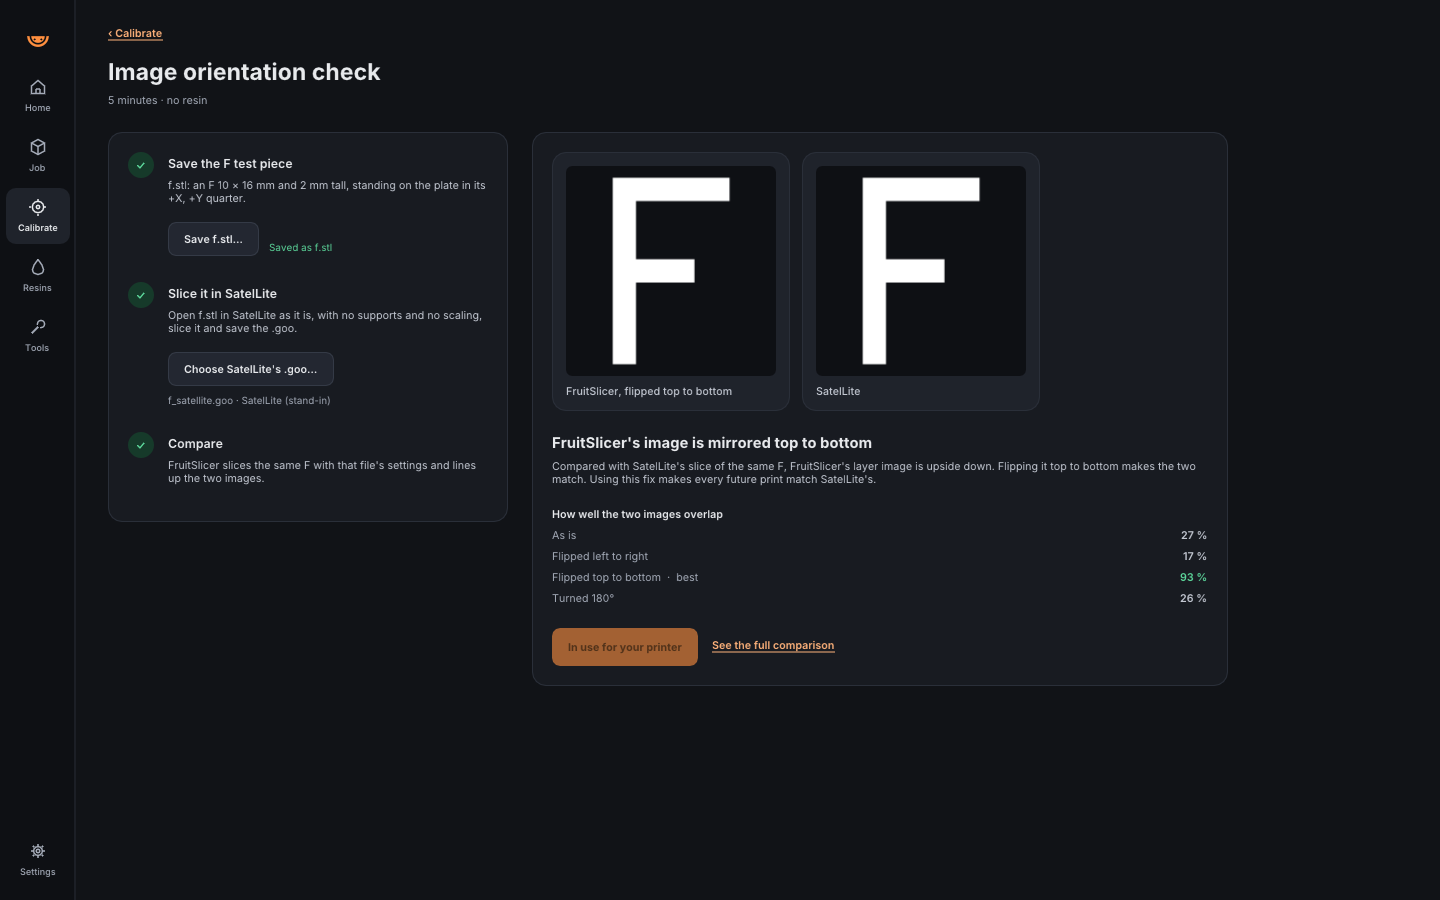 ‹ Calibrate
Image orientation check
5 minutes · no resin
Home
Job
Calibrate
Resins
Tools
Settings
Save the F test piece
f.stl: an F 10 × 16 mm and 2 mm tall, standing on the plate in its
+X, +Y quarter.
Save f.stl...
Saved as f.stl
Slice it in SatelLite
Open f.stl in SatelLite as it is, with no supports and no scaling,
slice it and save the .goo.
Choose SatelLite's .goo...
f_satellite.goo · SatelLite (stand-in)
Compare
FruitSlicer slices the same F with that file's settings and lines
up the two images.
F
FruitSlicer, flipped top to bottom
F
SatelLite
FruitSlicer's image is mirrored top to bottom
Compared with SatelLite's slice of the same F, FruitSlicer's layer image is upside down. Flipping it top to bottom makes the two
match. Using this fix makes every future print match SatelLite's.
How well the two images overlap
As is 27 %
Flipped left to right 17 %
Flipped top to bottom · best 93 %
Turned 180° 26 %
In use for your printer
See the full comparison